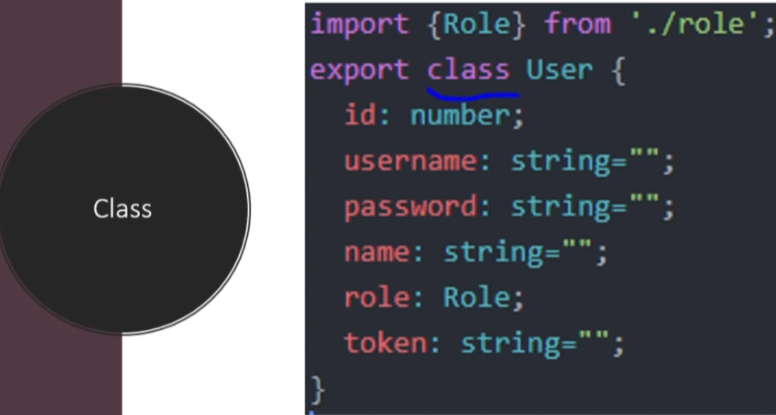 Class
import {Role} from './role';
export class User {
id: number;
username: string="";
password: string="";
name: string="";
role: Role;
token: string="";
}